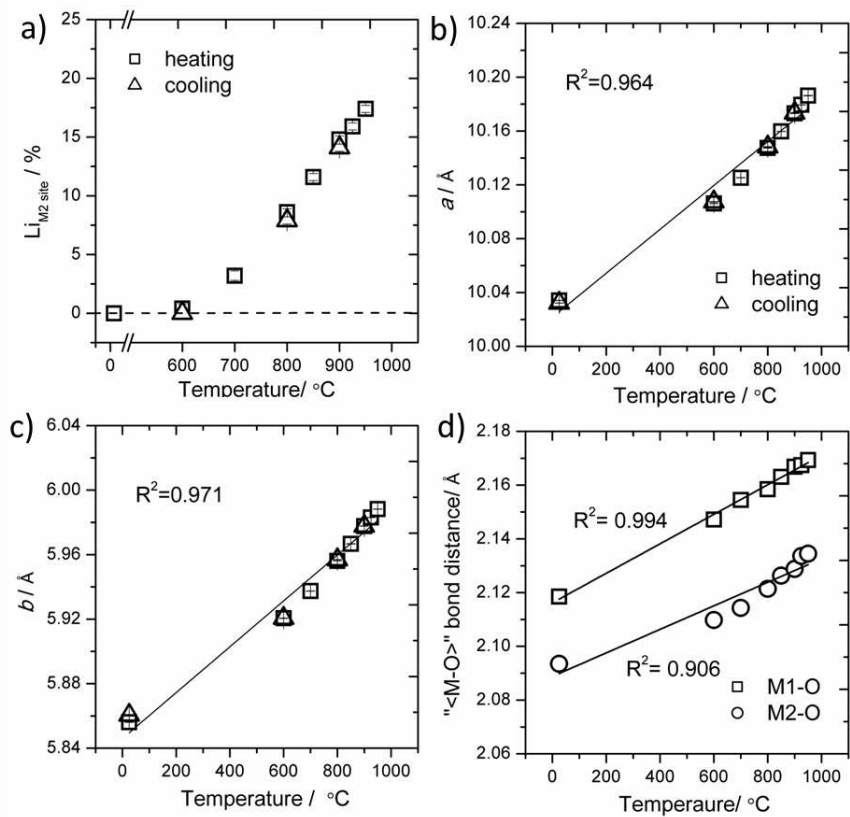 a)
25
20
15
10
5
0
Li_M2 site / %
heating
cooling
0 600 700 800 900 1000
Temperature/ °C
b)
10.20
10.16
10.12
10.08
10.04
10.00
a / Å
R²=0.964
heating
cooling
0 200 400 600 800 1000
Temperature / °C
c)
6.04
6.00
5.96
5.92
5.88
5.84
b / Å
R²=0.971
0 200 400 600 800 1000
Temperature / °C
d)
2.18
2.16
2.14
2.13
2.12
2.10
2.08
2.06
"<M-O>" bond distance/ Å
R²= 0.994
R²= 0.906
M1-O
M2-O
0 200 400 600 800 1000
Temperaure/ °C